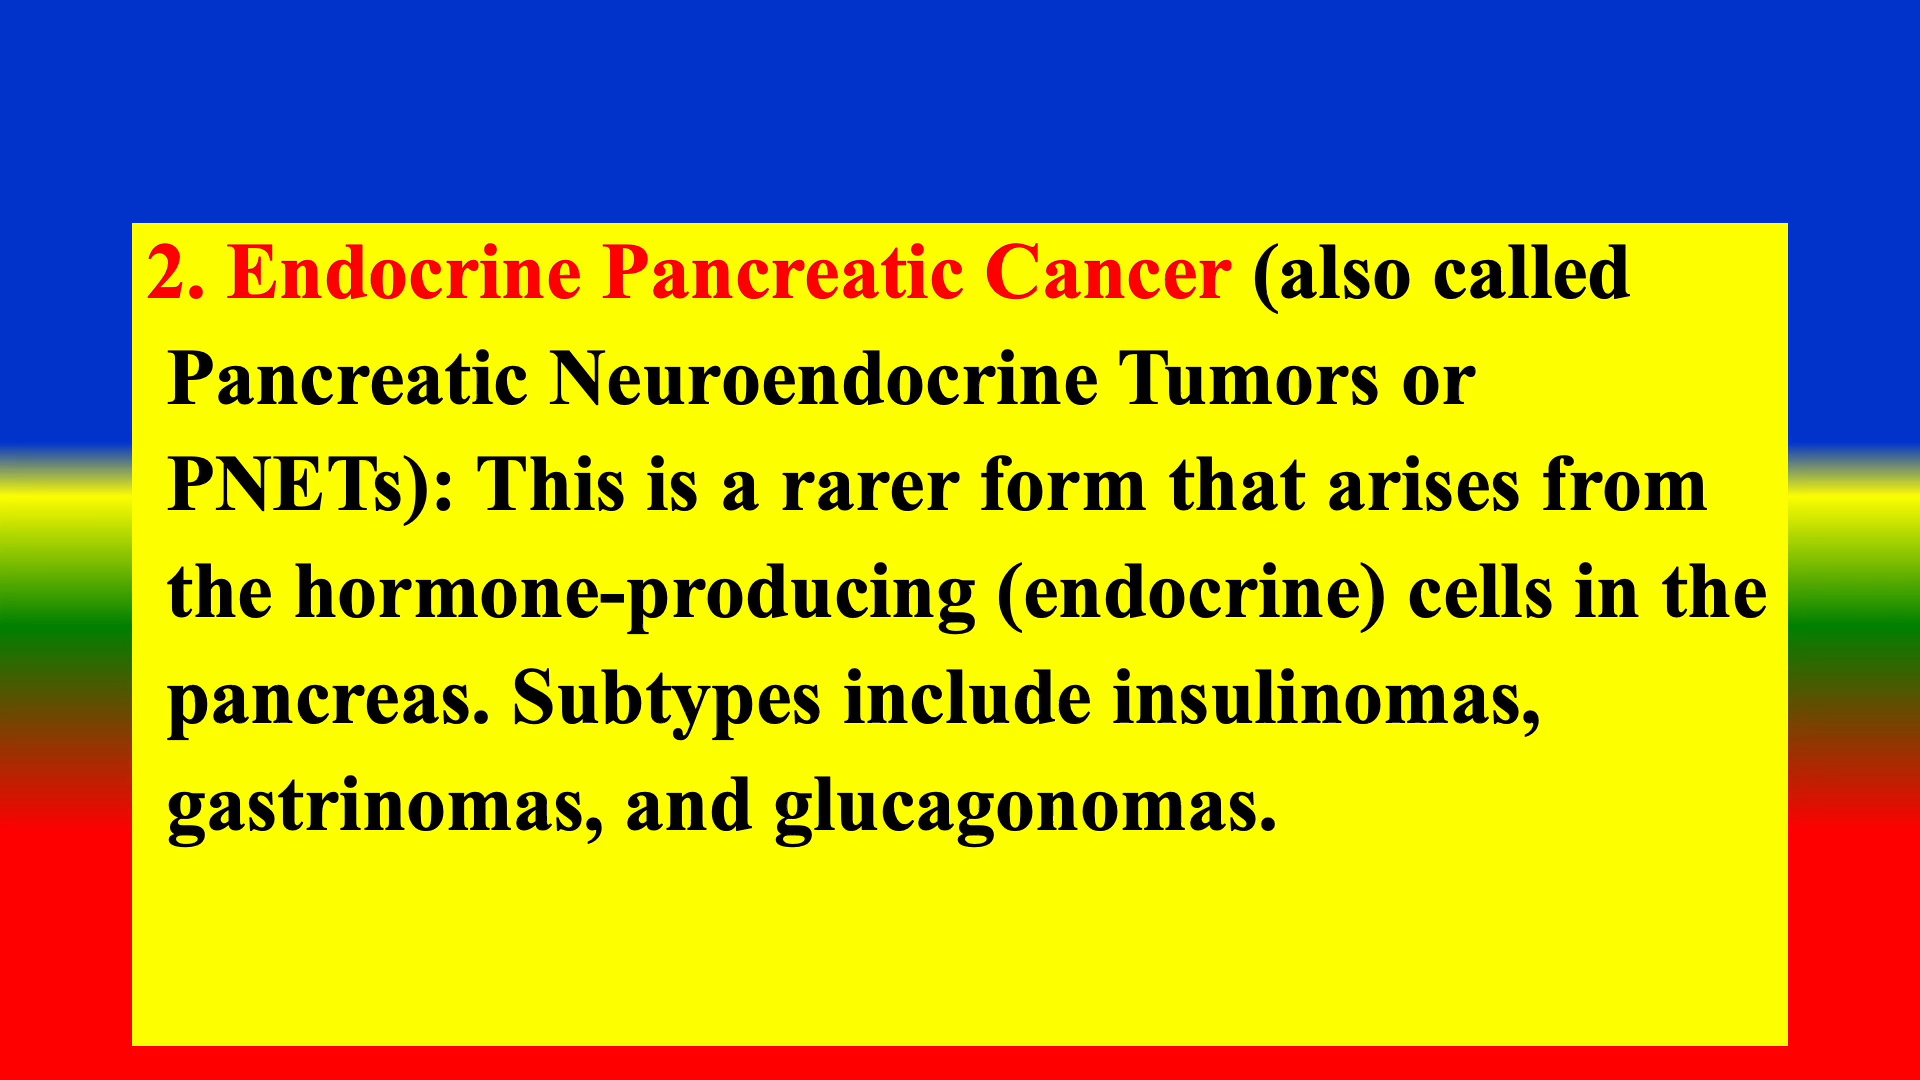 2. Endocrine Pancreatic Cancer (also called
Pancreatic Neuroendocrine Tumors or
PNETs): This is a rarer form that arises from
the hormone-producing (endocrine) cells in the
pancreas. Subtypes include insulinomas,
gastrinomas, and glucagonomas.